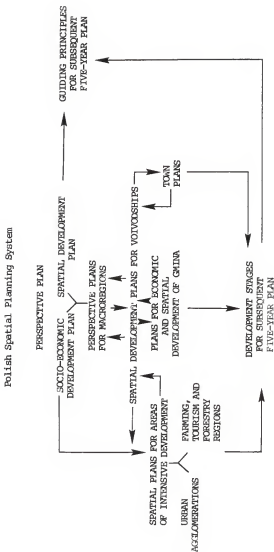 Polish Spatial Planning System
PERSPECTIVE PLAN
SOCIO-ECONOMIC
DEVELOPMENT PLAN
SPATIAL DEVELOPMENT
PLAN
GUIDING PRINCIPLES
FOR SUBSEQUENT
FIVE-YEAR PLAN
PERSPECTIVE PLANS
FOR MACROREGIONS
SPATIAL DEVELOPMENT PLANS FOR VOIVODSHIPS
SPATIAL PLANS FOR AREAS
OF INTENSIVE DEVELOPMENT
PLANS FOR ECONOMIC
AND SPATIAL
DEVELOPMENT OF GMINA
TOWN
PLANS
URBAN
AGGLOMERATIONS
FARMING,
TOURISM AND
FORESTRY
REGIONS
DEVELOPMENT STAGES
FOR SUBSEQUENT
FIVE-YEAR PLAN